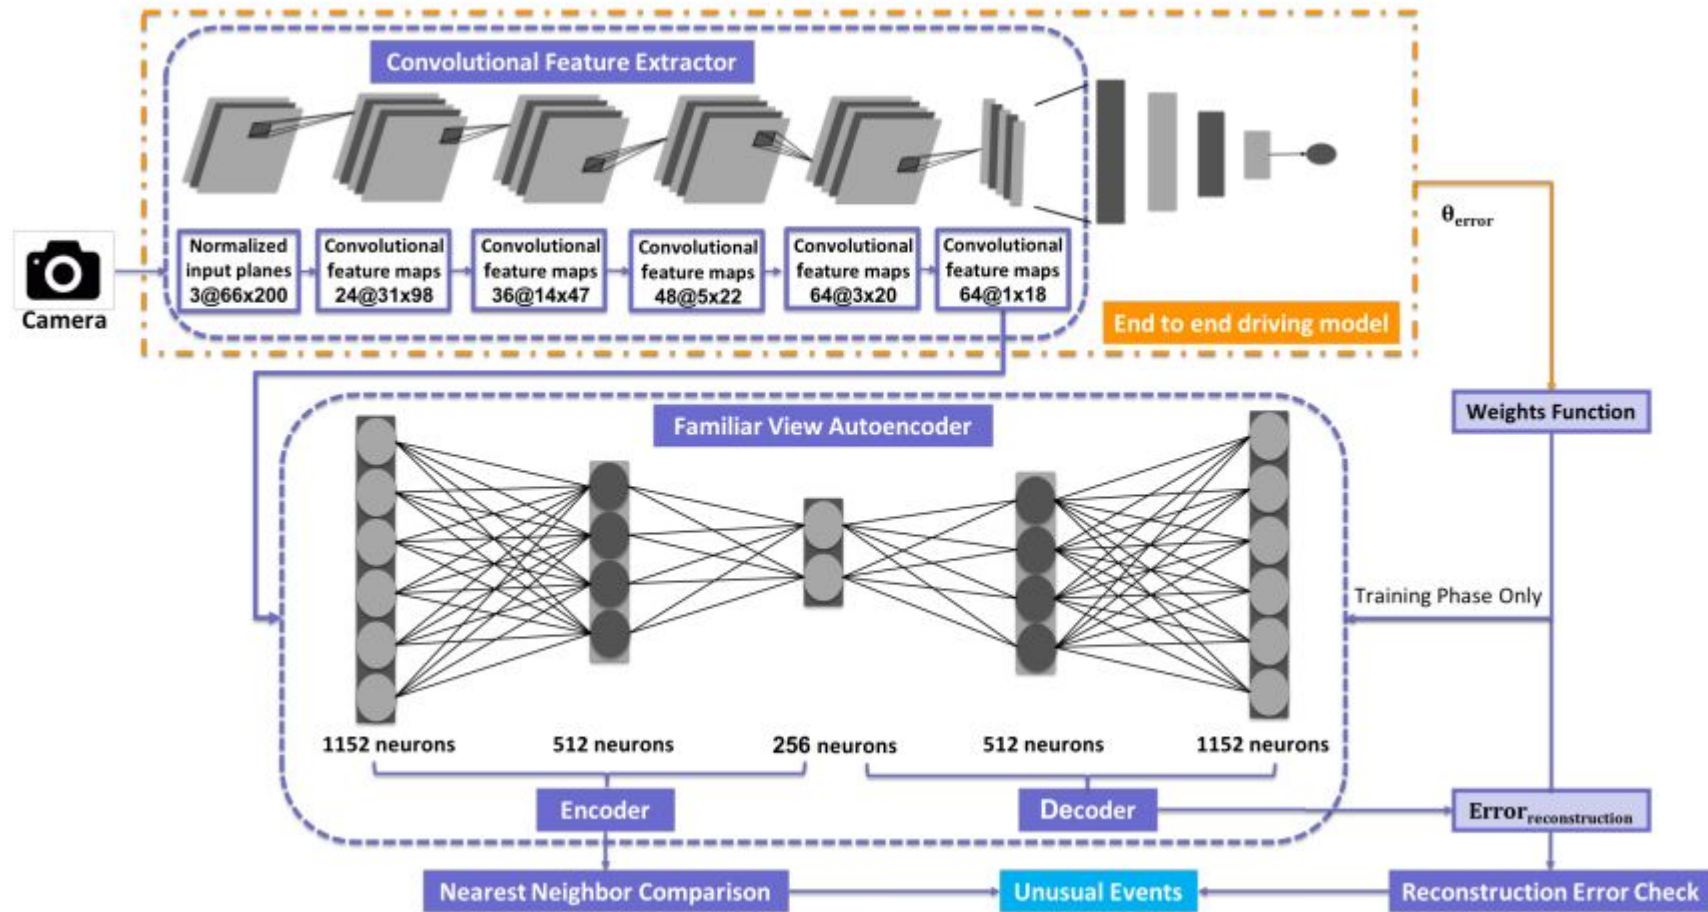 Convolutional Feature Extractor
Camera
Normalized
input planes
3@66x200
Convolutional
feature maps
24@31x98
Convolutional
feature maps
36@14x47
Convolutional
feature maps
48@5x22
Convolutional
feature maps
64@3x20
Convolutional
feature maps
64@1x18
End to end driving model
θerror
Weights Function
Familiar View Autoencoder
Training Phase Only
1152 neurons
512 neurons
256 neurons
512 neurons
1152 neurons
Encoder
Decoder
Errorreconstruction
Nearest Neighbor Comparison
Unusual Events
Reconstruction Error Check